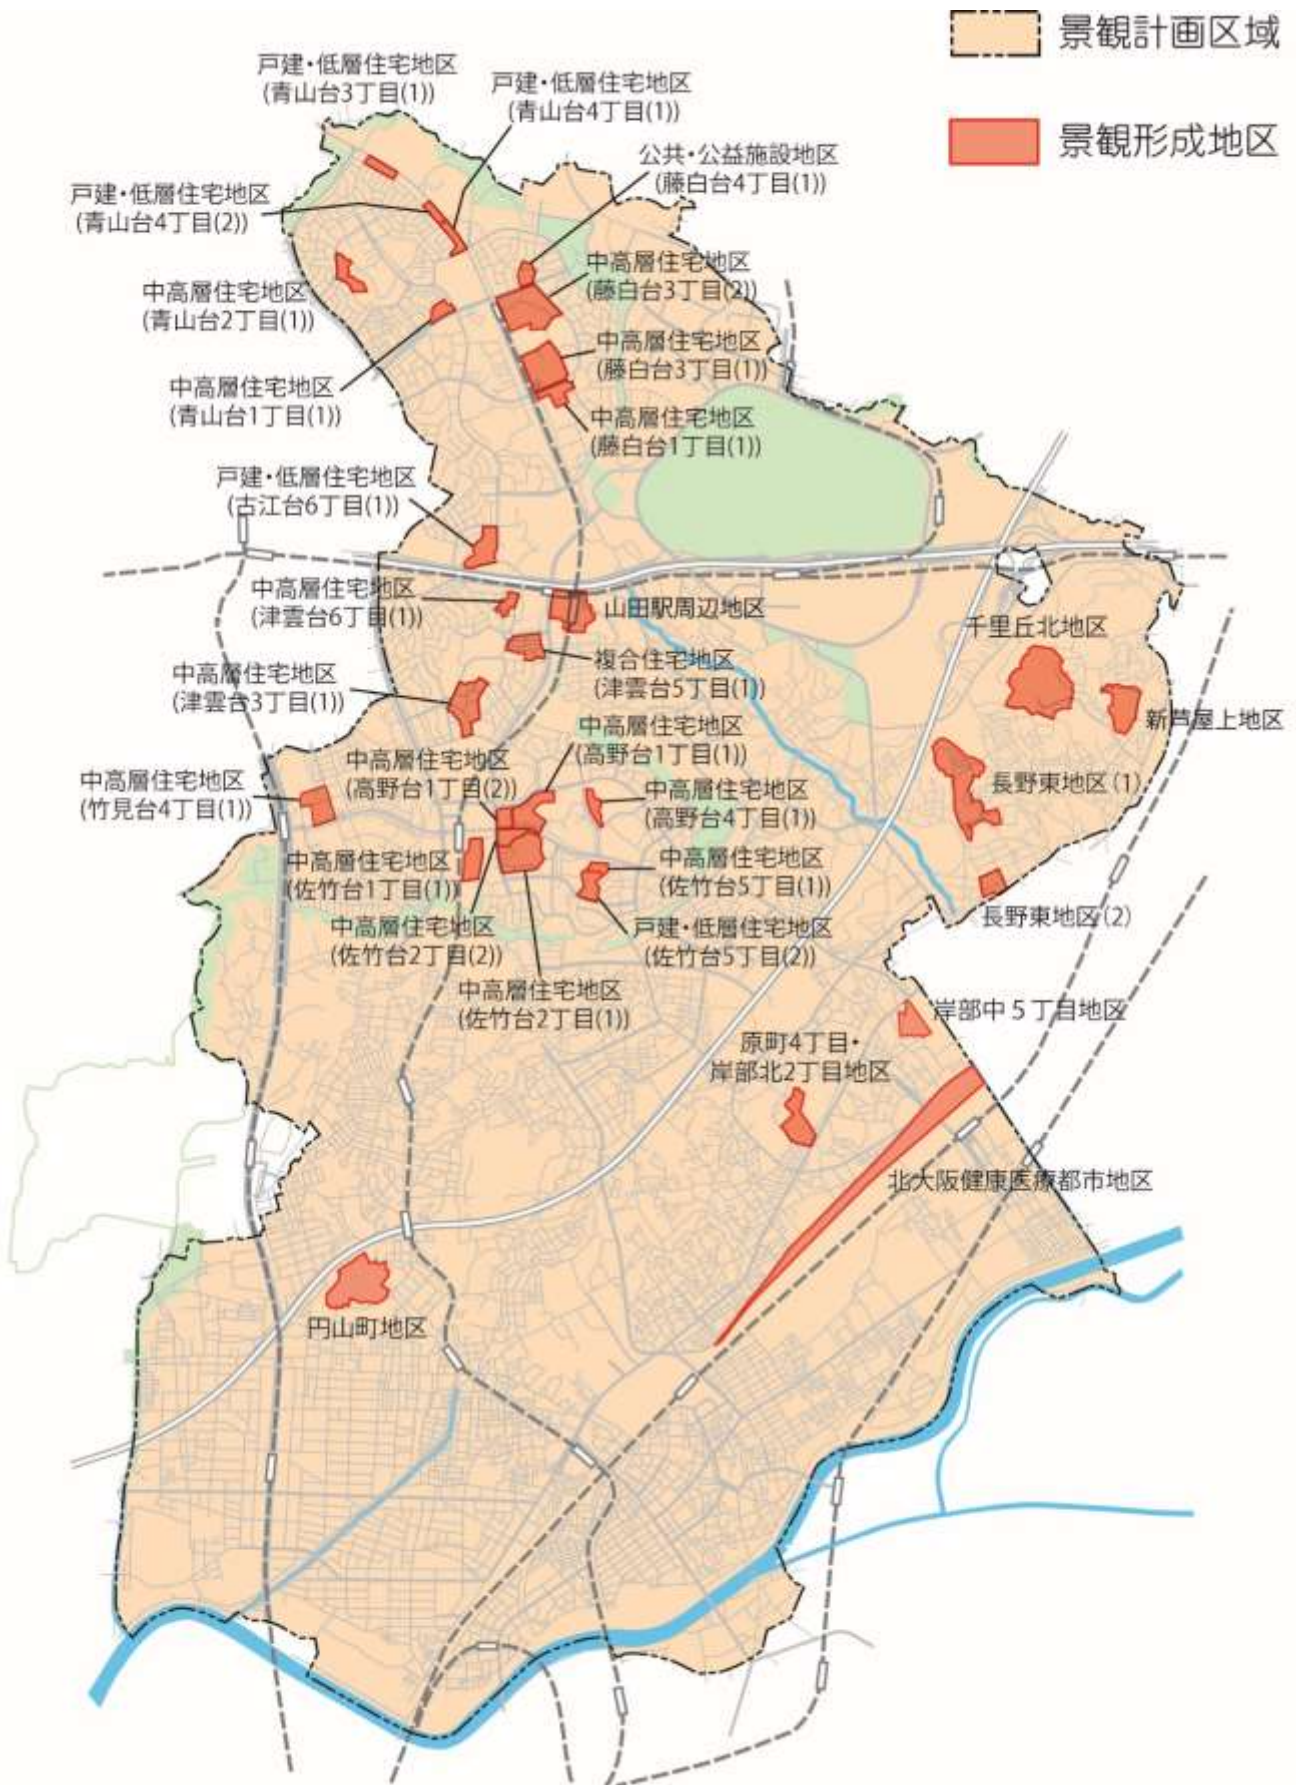 景観計画区域
景観形成地区
戸建・低層住宅地区
(青山台3丁目(1))
戸建・低層住宅地区
(青山台4丁目(1))
公共・公益施設地区
(藤白台4丁目(1))
戸建・低層住宅地区
(青山台4丁目(2))
中高層住宅地区
(藤白台3丁目(2))
中高層住宅地区
(青山台2丁目(1))
中高層住宅地区
(藤白台3丁目(1))
中高層住宅地区
(青山台1丁目(1))
中高層住宅地区
(藤白台1丁目(1))
戸建・低層住宅地区
(古江台6丁目(1))
中高層住宅地区
(津雲台6丁目(1))
山田駅周辺地区
千里丘北地区
複合住宅地区
(津雲台5丁目(1))
中高層住宅地区
(津雲台3丁目(1))
新芦屋上地区
中高層住宅地区
(高野台1丁目(1))
中高層住宅地区
(高野台1丁目(2))
長野東地区(1)
中高層住宅地区
(竹見台4丁目(1))
中高層住宅地区
(高野台4丁目(1))
中高層住宅地区
(佐竹台1丁目(1))
中高層住宅地区
(佐竹台5丁目(1))
長野東地区(2)
中高層住宅地区
(佐竹台2丁目(2))
戸建・低層住宅地区
(佐竹台5丁目(2))
中高層住宅地区
(佐竹台2丁目(1))
岸部中5丁目地区
原町4丁目・
岸部北2丁目地区
北大阪健康医療都市地区
円山町地区